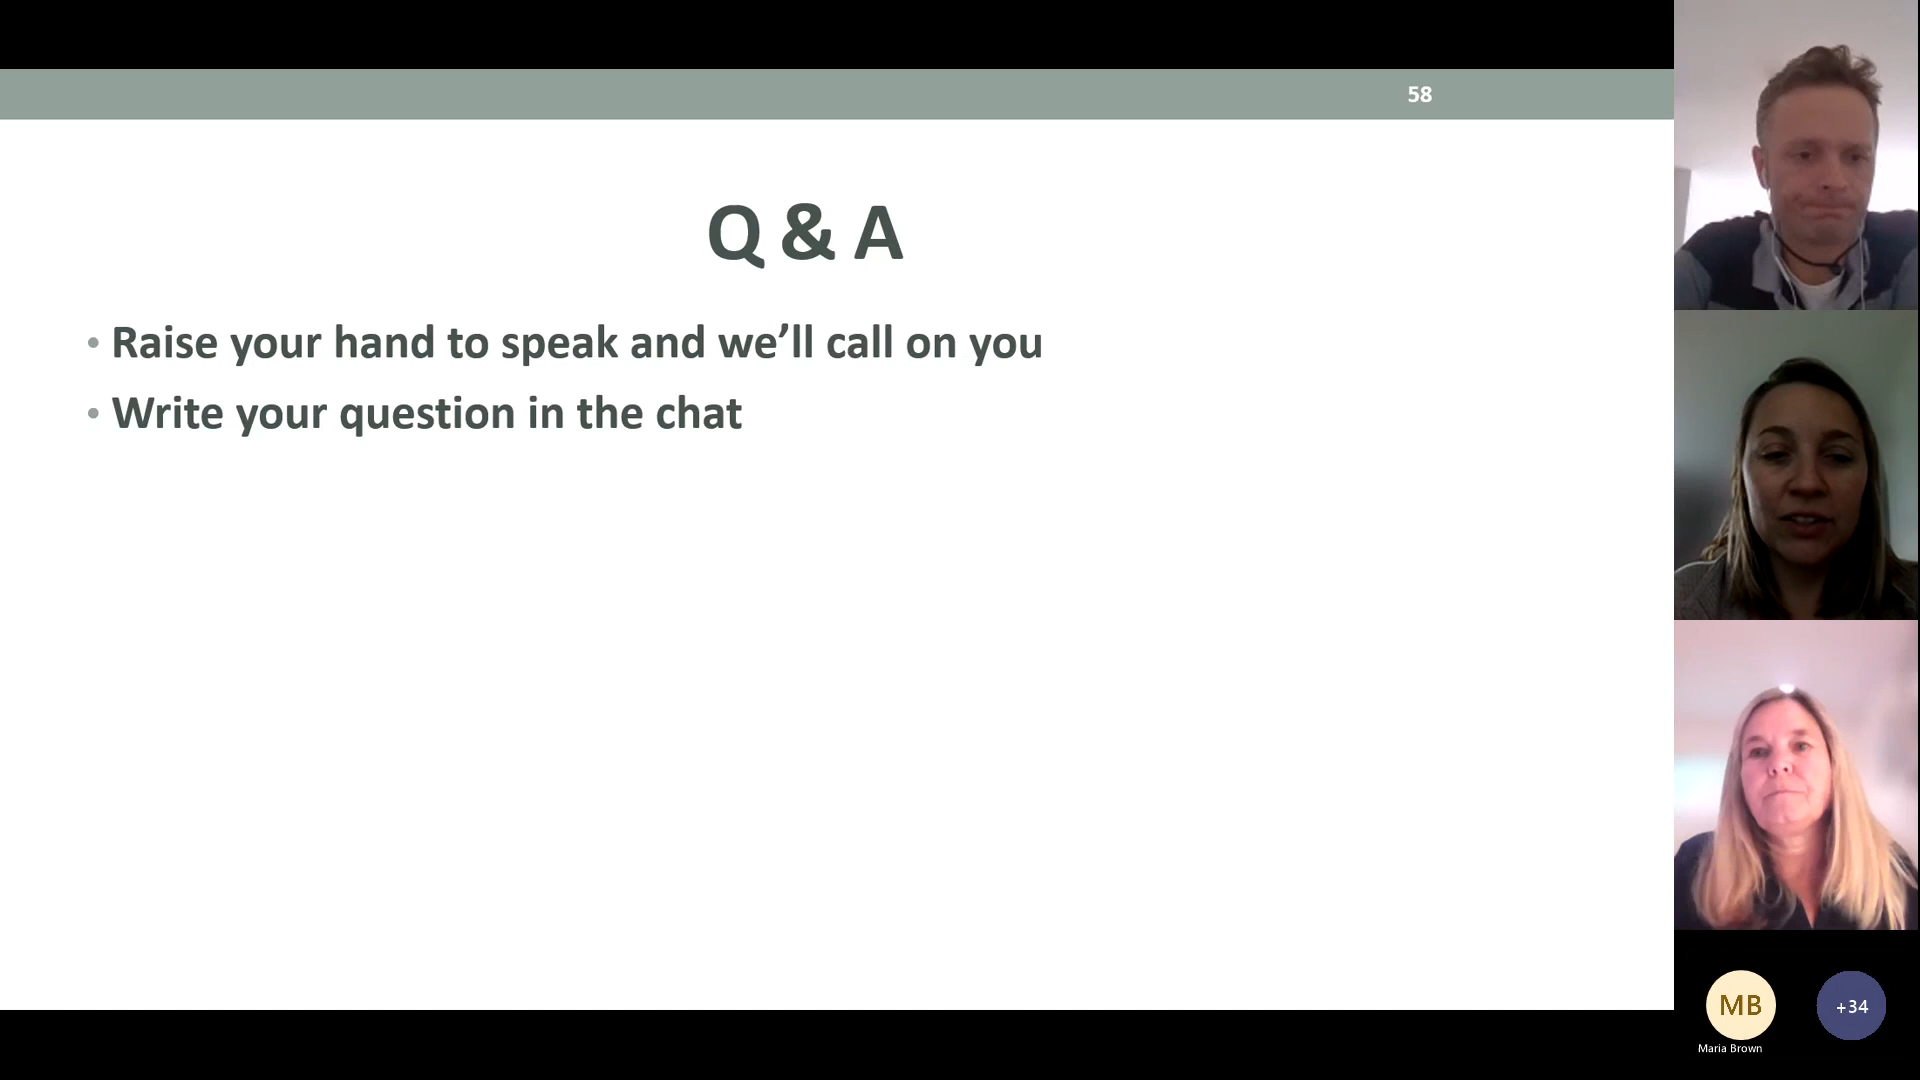 58
Q & A
• Raise your hand to speak and we’ll call on you
• Write your question in the chat
MB
+34
Maria Brown